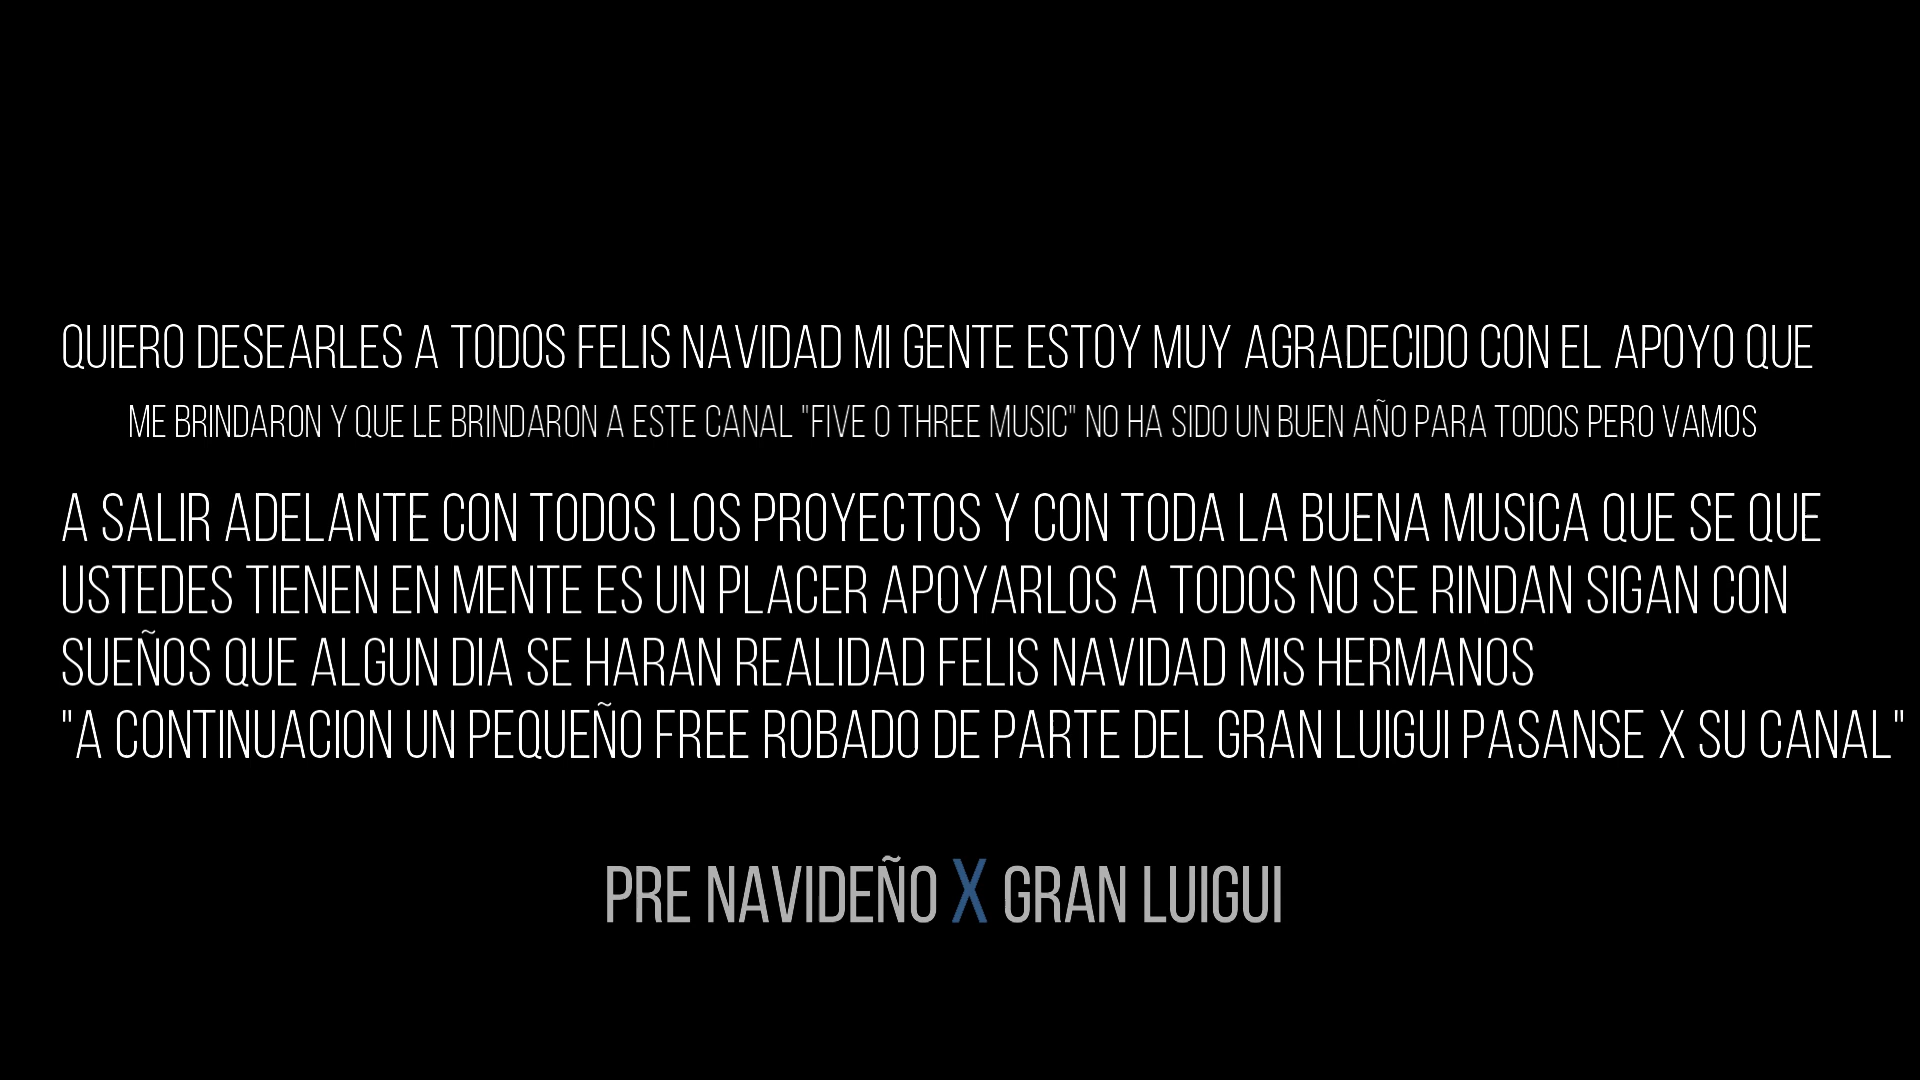 QUIERO DESEARLES A TODOS FELIS NAVIDAD MI GENTE ESTOY MUY AGRADECIDO CON EL APOYO QUE
ME BRINDARON Y QUE LE BRINDARON A ESTE CANAL "FIVE O THREE MUSIC" NO HA SIDO UN BUEN AÑO PARA TODOS PERO VAMOS
A SALIR ADELANTE CON TODOS LOS PROYECTOS Y CON TODA LA BUENA MUSICA QUE SE QUE
USTEDES TIENEN EN MENTE ES UN PLACER APOYARLOS A TODOS NO SE RINDAN SIGAN CON
SUEÑOS QUE ALGUN DIA SE HARAN REALIDAD FELIS NAVIDAD MIS HERMANOS
"A CONTINUACION UN PEQUEÑO FREE ROBADO DE PARTE DEL GRAN LUIGUI PASANSE X SU CANAL"
PRE NAVIDEÑO X GRAN LUIGUI